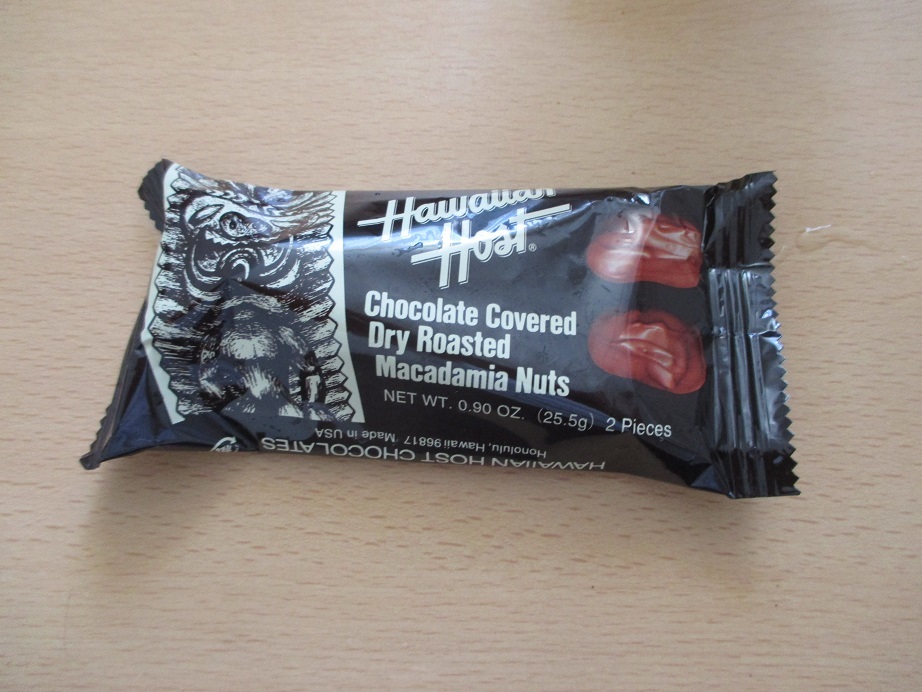 Hawaiian
Host®
Chocolate Covered
Dry Roasted
Macadamia Nuts
NET WT. 0.90 OZ. (25.5g) 2 Pieces
HAWAIIAN HOST CHOCOLATES
Honolulu, Hawaii 96817 Made in USA